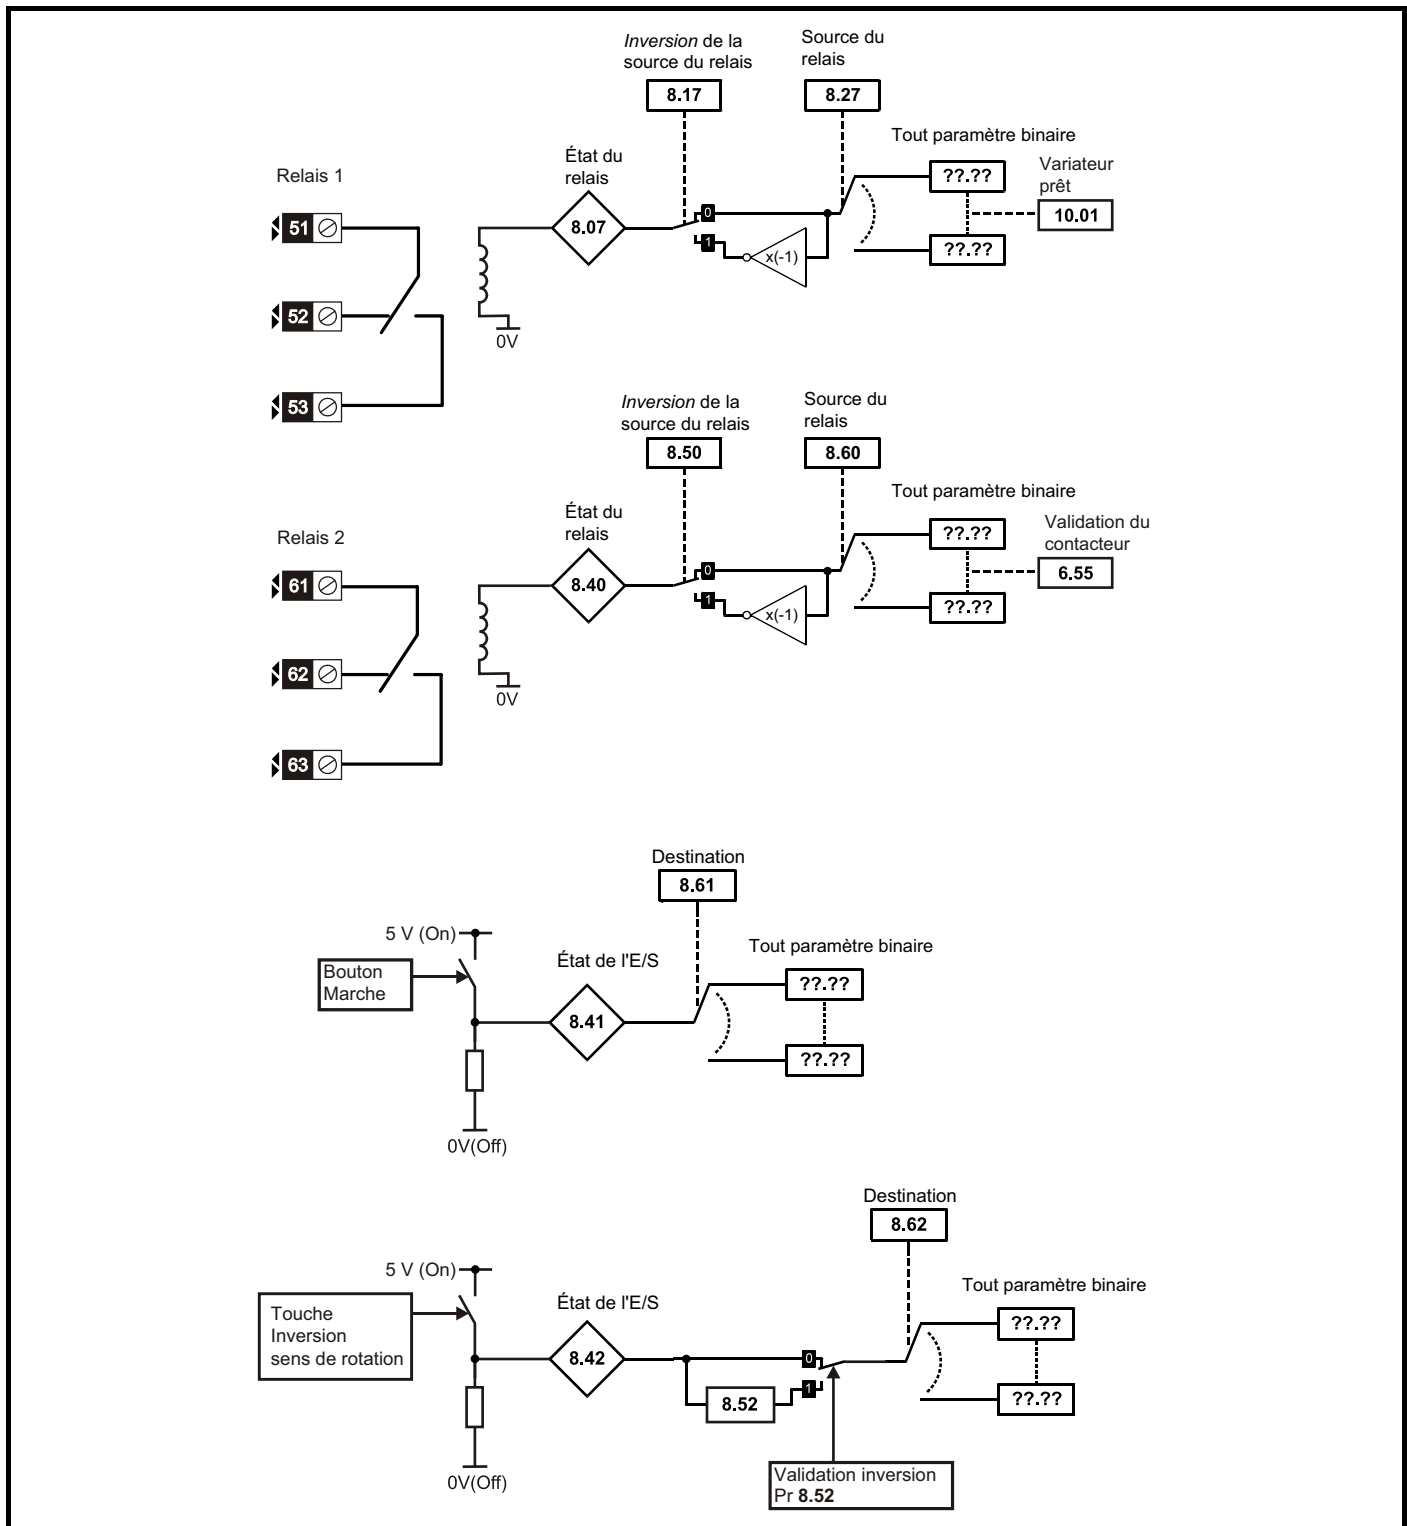 Inversion de la
source du relais
Source du
relais
8.17
8.27
Tout paramètre binaire
État du
relais
Variateur
prêt
Relais 1
??.??
10.01
51
8.07
0
1
x(-1)
??.??
52
0V
53
Inversion de la
source du relais
Source du
relais
8.50
8.60
Tout paramètre binaire
État du
relais
Validation du
contacteur
Relais 2
??.??
6.55
61
8.40
0
1
x(-1)
??.??
62
0V
63
Destination
8.61
5 V (On)
Tout paramètre binaire
État de l'E/S
Bouton
Marche
??.??
8.41
??.??
0V(Off)
Destination
8.62
5 V (On)
Tout paramètre binaire
État de l'E/S
Touche
Inversion
sens de rotation
??.??
8.42
0
1
8.52
??.??
0V(Off)
Validation inversion
Pr 8.52